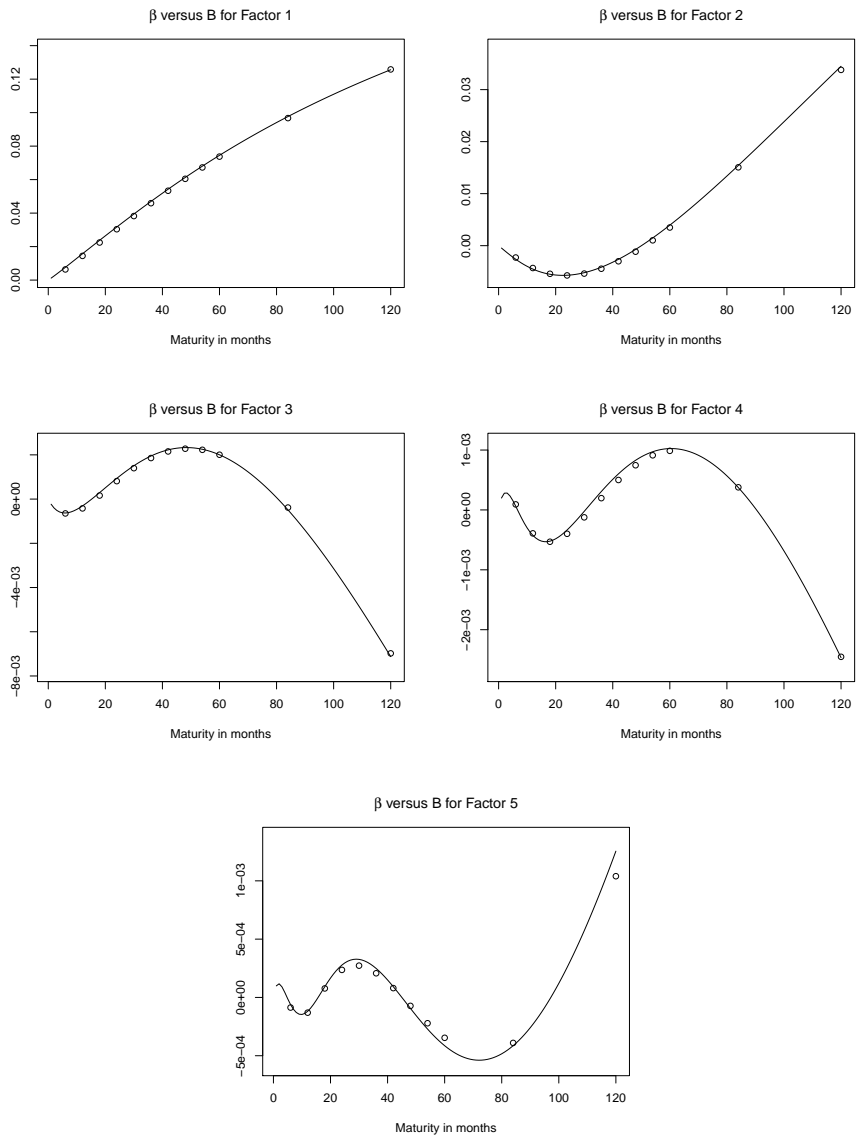 β versus B for Factor 1
0.00
0.04
0.08
0.12
0 20 40 60 80 100 120
Maturity in months
β versus B for Factor 2
0.00
0.01
0.02
0.03
0 20 40 60 80 100 120
Maturity in months
β versus B for Factor 3
−8e−03
−4e−03
0e+00
0 20 40 60 80 100 120
Maturity in months
β versus B for Factor 4
−2e−03
−1e−03
0e+00
1e−03
0 20 40 60 80 100 120
Maturity in months
β versus B for Factor 5
−5e−04
0e+00
5e−04
1e−03
0 20 40 60 80 100 120
Maturity in months